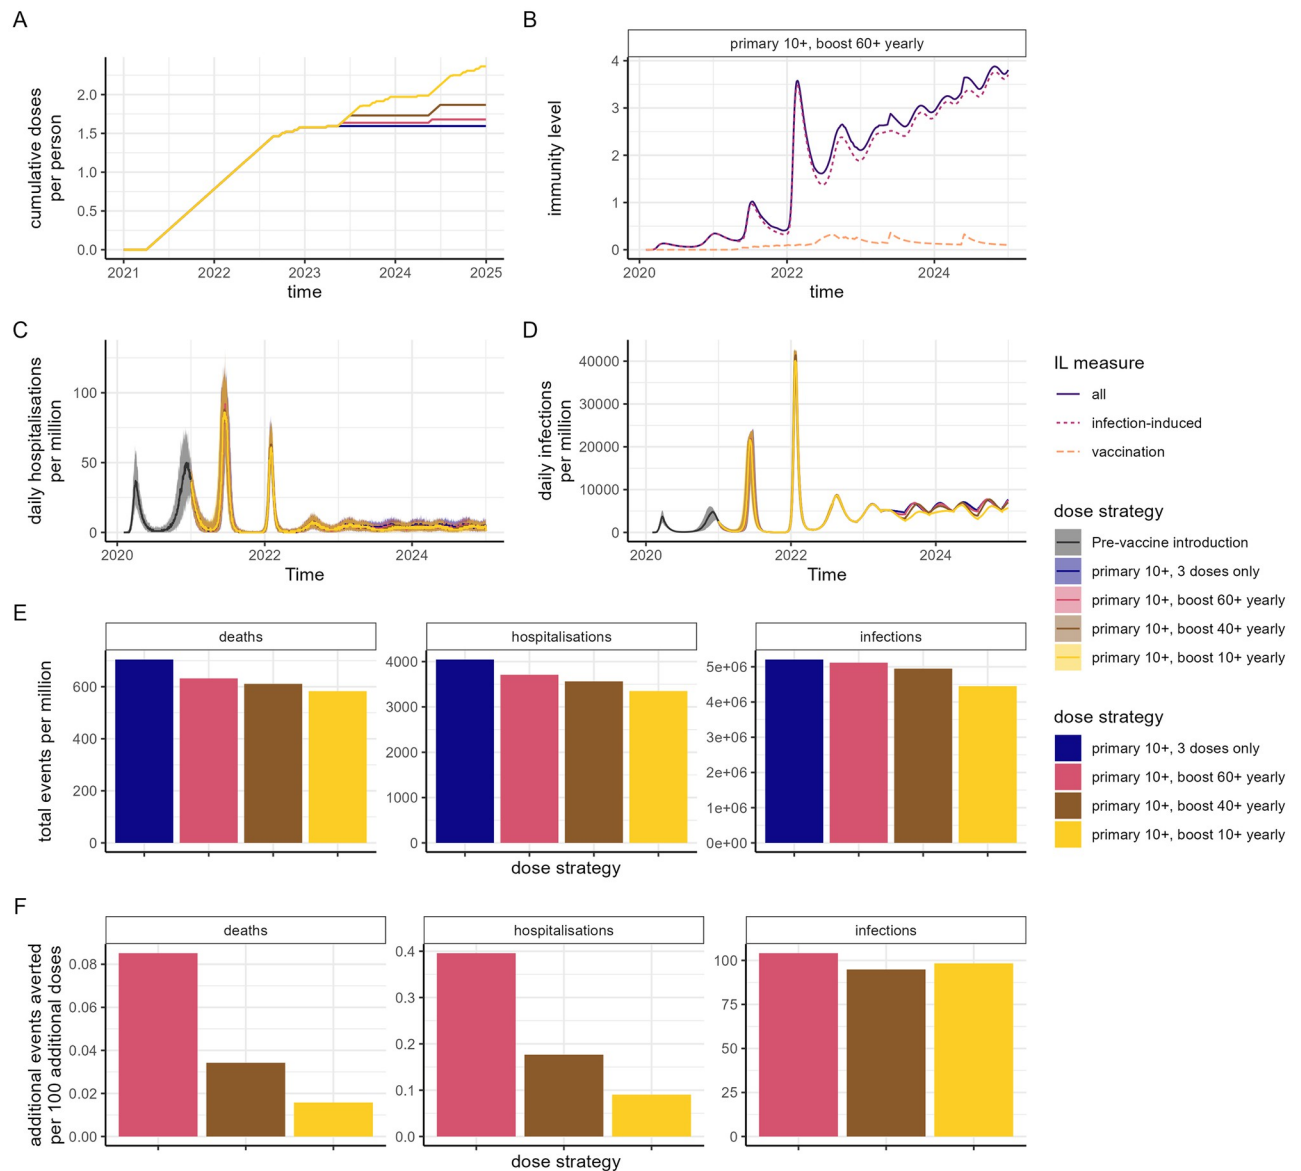 A
cumulative doses
per person
2.0
1.5
1.0
0.5
0.0
2021
2022
2023
2024
2025
time
B
primary 10+, boost 60+ yearly
immunity level
4
3
2
1
0
2020
2022
2024
time
C
daily hospitalisations
per million
100
50
0
2020
2022
2024
Time
D
daily infections
per million
40000
30000
20000
10000
0
2020
2022
2024
Time
IL measure
all
infection-induced
vaccination
dose strategy
Pre-vaccine introduction
primary 10+, 3 doses only
primary 10+, boost 60+ yearly
primary 10+, boost 40+ yearly
primary 10+, boost 10+ yearly
dose strategy
primary 10+, 3 doses only
primary 10+, boost 60+ yearly
primary 10+, boost 40+ yearly
primary 10+, boost 10+ yearly
E
total events per million
deaths
600
400
200
0
hospitalisations
4000
3000
2000
1000
0
infections
5e+06
4e+06
3e+06
2e+06
1e+06
0e+00
dose strategy
F
additional events averted
per 100 additional doses
deaths
0.08
0.06
0.04
0.02
0.00
hospitalisations
0.4
0.3
0.2
0.1
0.0
infections
100
75
50
25
0
dose strategy